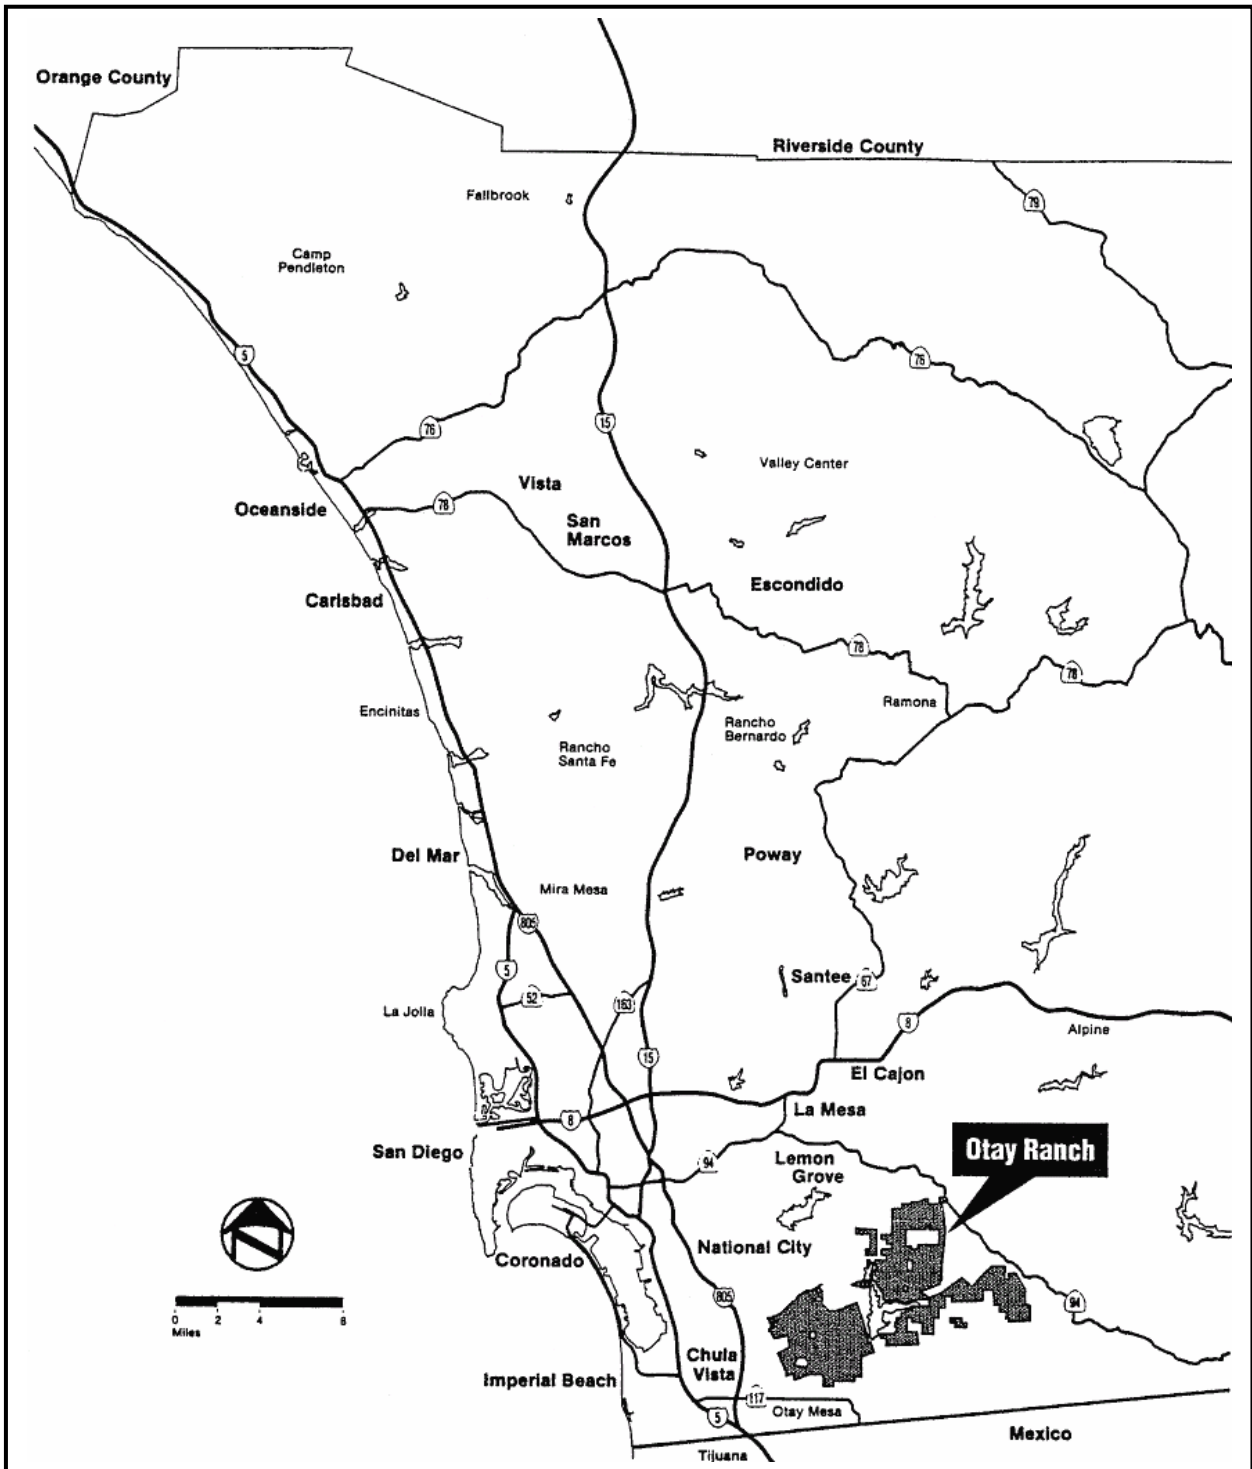 Orange County
Riverside County
79
Fallbrook
Camp
Pendleton
5
76
76
15
Valley Center
Vista
Oceanside
78
San
Marcos
Escondido
Carlsbad
78
78
Ramona
Encinitas
Rancho
Bernardo
Rancho
Santa Fe
Del Mar
Poway
Mira Mesa
805
5
Santee
67
52
163
La Jolla
8
Alpine
15
El Cajon
La Mesa
8
San Diego
Otay Ranch
94
Lemon
Grove
National City
Coronado
805
94
0 2 4 8
Miles
Chula
Vista
Imperial Beach
117
Otay Mesa
5
Mexico
Tijuana